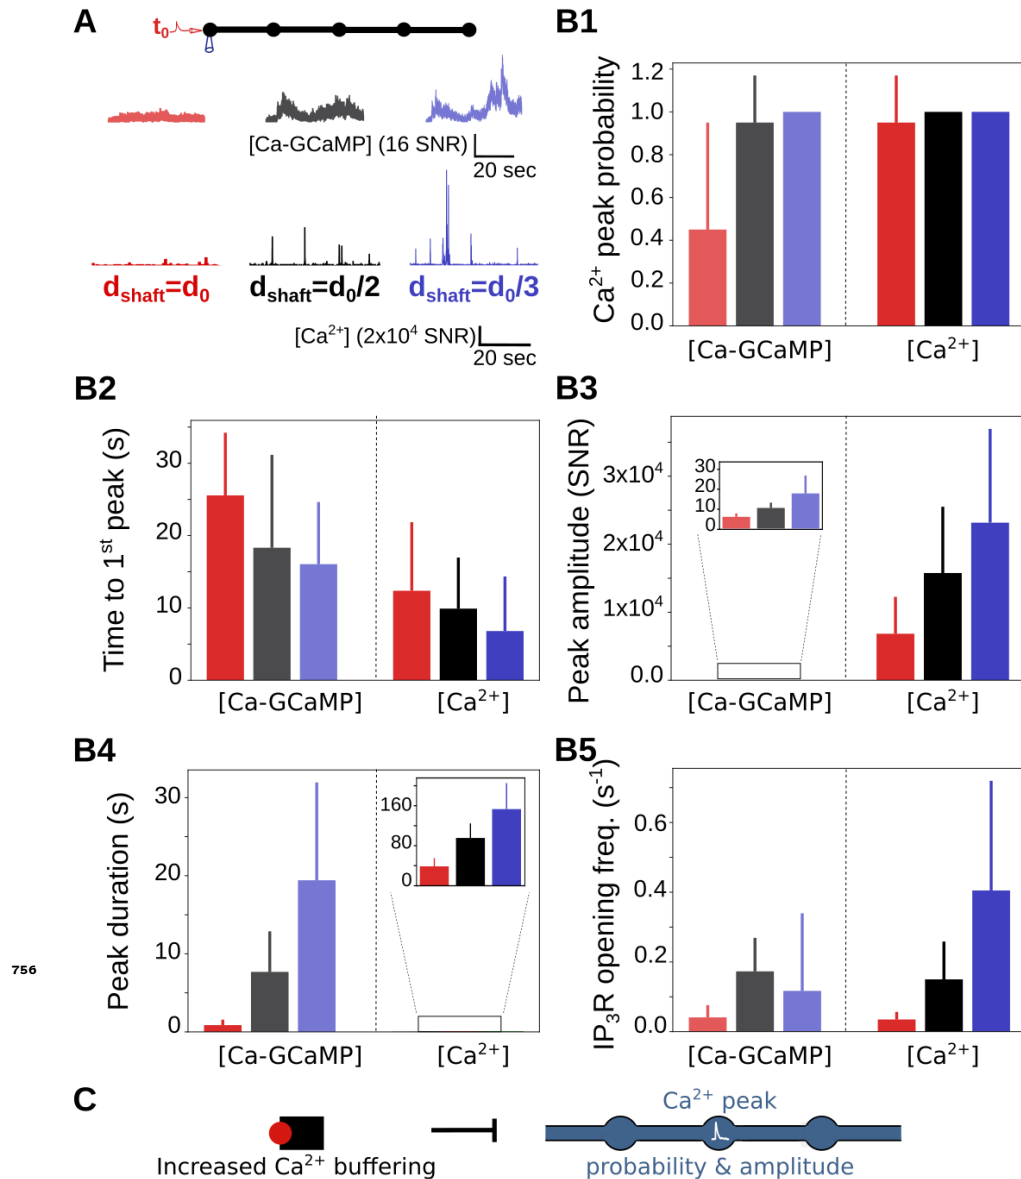 A
t₀
[Ca-GCaMP] (16 SNR)
20 sec
d_shaft=d₀ d_shaft=d₀/2 d_shaft=d₀/3
[Ca²⁺] (2x10⁴ SNR)
20 sec
B1
Ca²⁺ peak probability
1.2
1.0
0.8
0.6
0.4
0.2
0.0
[Ca-GCaMP] [Ca²⁺]
B2
Time to 1ˢᵗ peak (s)
30
20
10
0
[Ca-GCaMP] [Ca²⁺]
B3
Peak amplitude (SNR)
3x10⁴
2x10⁴
1x10⁴
0.0
30
20
10
0
[Ca-GCaMP] [Ca²⁺]
B4
Peak duration (s)
30
20
10
0
160
80
0
[Ca-GCaMP] [Ca²⁺]
B5
IP₃R opening freq. (s⁻¹)
0.6
0.4
0.2
0.0
[Ca-GCaMP] [Ca²⁺]
756
C
Increased Ca²⁺ buffering
Ca²⁺ peak
probability & amplitude